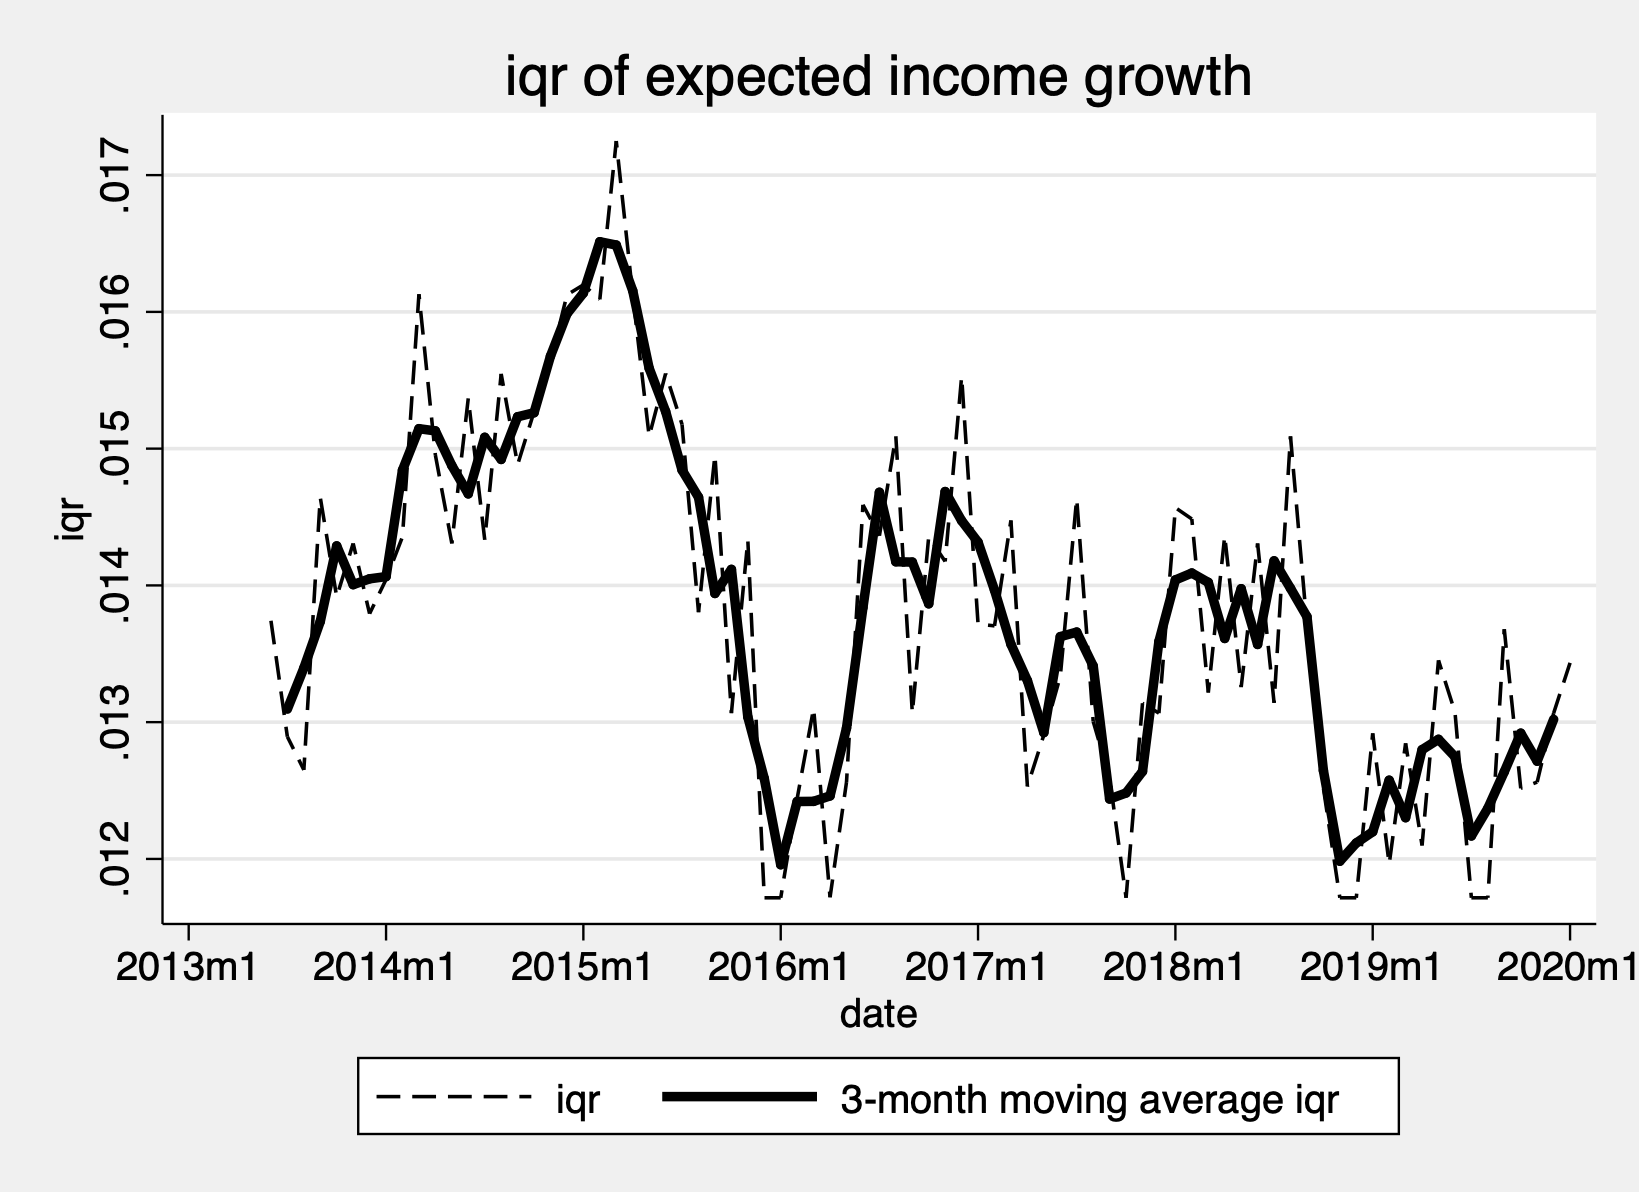 iqr of expected income growth
.017
.016
.015
.014
.013
.012
iqr
2013m1 2014m1 2015m1 2016m1 2017m1 2018m1 2019m1 2020m1
date
iqr 3-month moving average iqr